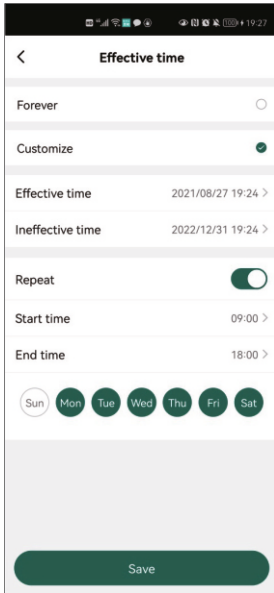 100 19:27
Effective time
Forever
Customize
Effective time 2021/08/27 19:24 >
Ineffective time 2022/12/31 19:24 >
Repeat
Start time 09:00 >
End time 18:00 >
Sun Mon Tue Wed Thu Fri Sat
Save